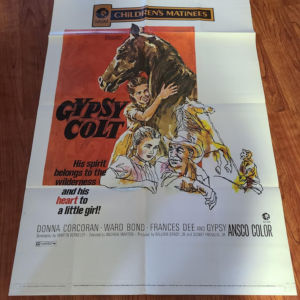 CHILDREN'S MATINEES
GYPSY
COLT
His spirit
belongs to the
wilderness
and his
heart to
a little girl!
DONNA CORCORAN · WARD BOND · FRANCES DEE AND GYPSY ANSCO COLOR
MGM